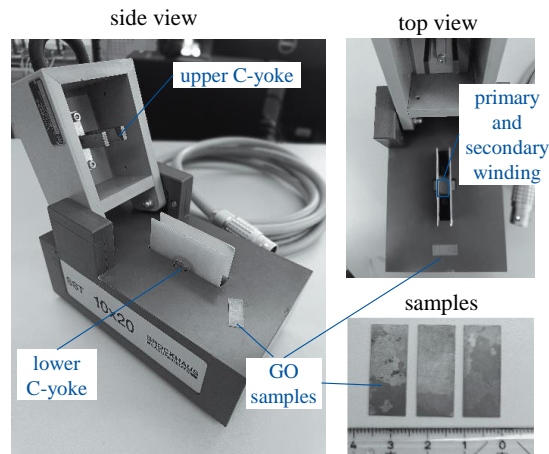 side view
top view
upper C-yoke
primary
and
secondary
winding
SST 10x20 BROCKHAUS
samples
lower
C-yoke
GO
samples
4 3 2 1 0